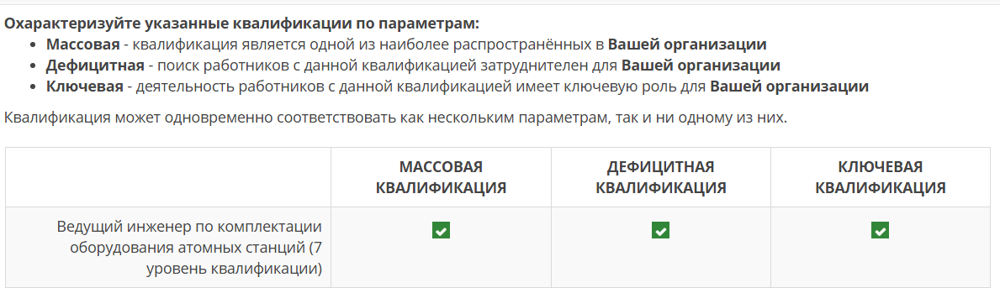 Охарактеризуйте указанные квалификации по параметрам:
Массовая - квалификация является одной из наиболее распространённых в Вашей организации
Дефицитная - поиск работников с данной квалификацией затруднителен для Вашей организации
Ключевая - деятельность работников с данной квалификацией имеет ключевую роль для Вашей организации
Квалификация может одновременно соответствовать как нескольким параметрам, так и ни одному из них.
МАССОВАЯ
КВАЛИФИКАЦИЯ
ДЕФИЦИТНАЯ
КВАЛИФИКАЦИЯ
КЛЮЧЕВАЯ
КВАЛИФИКАЦИЯ
Ведущий инженер по комплектации
оборудования атомных станций (7
уровень квалификации)